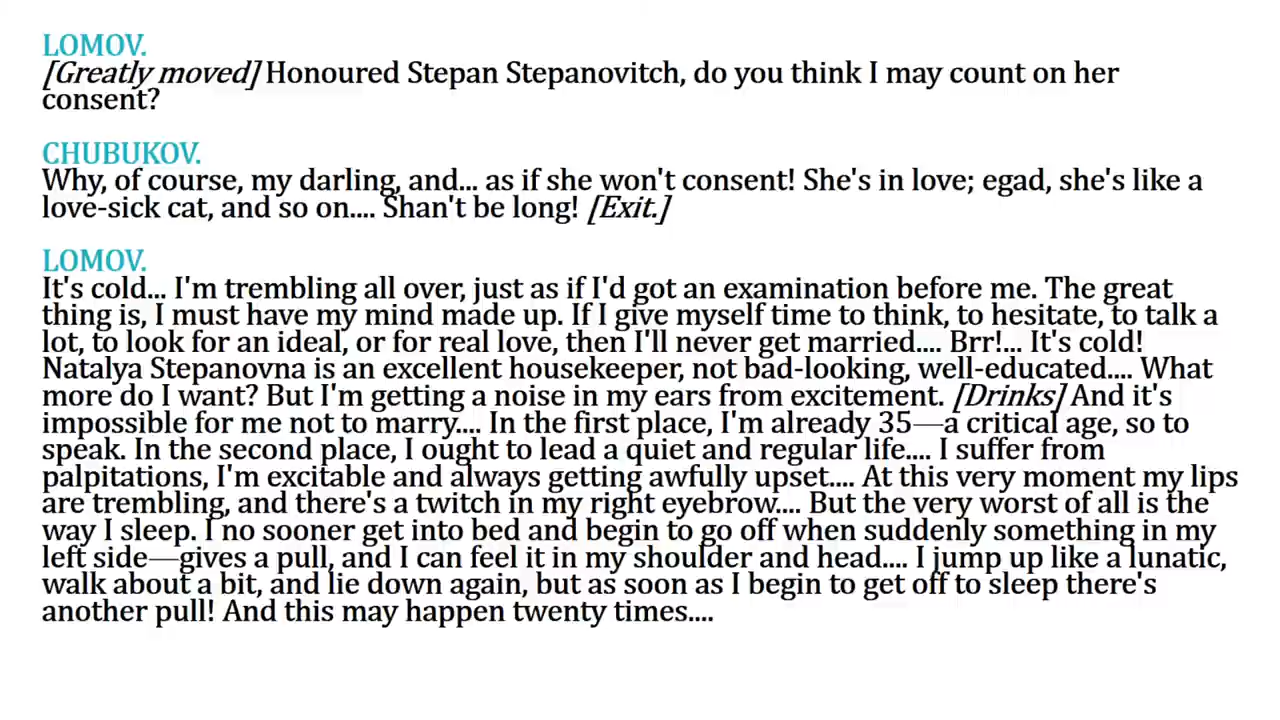 LOMOV.
[Greatly moved] Honoured Stepan Stepanovitch, do you think I may count on her
consent?
CHUBUKOV.
Why, of course, my darling, and... as if she won't consent! She's in love; egad, she's like a
love-sick cat, and so on.... Shan't be long! [Exit.]
LOMOV.
It's cold... I'm trembling all over, just as if I'd got an examination before me. The great
thing is, I must have my mind made up. If I give myself time to think, to hesitate, to talk a
lot, to look for an ideal, or for real love, then I'll never get married.... Brr!... It's cold!
Natalya Stepanovna is an excellent housekeeper, not bad-looking, well-educated.... What
more do I want? But I'm getting a noise in my ears from excitement. [Drinks] And it's
impossible for me not to marry.... In the first place, I'm already 35—a critical age, so to
speak. In the second place, I ought to lead a quiet and regular life.... I suffer from
palpitations, I'm excitable and always getting awfully upset.... At this very moment my lips
are trembling, and there's a twitch in my right eyebrow.... But the very worst of all is the
way I sleep. I no sooner get into bed and begin to go off when suddenly something in my
left side—gives a pull, and I can feel it in my shoulder and head.... I jump up like a lunatic,
walk about a bit, and lie down again, but as soon as I begin to get off to sleep there's
another pull! And this may happen twenty times....